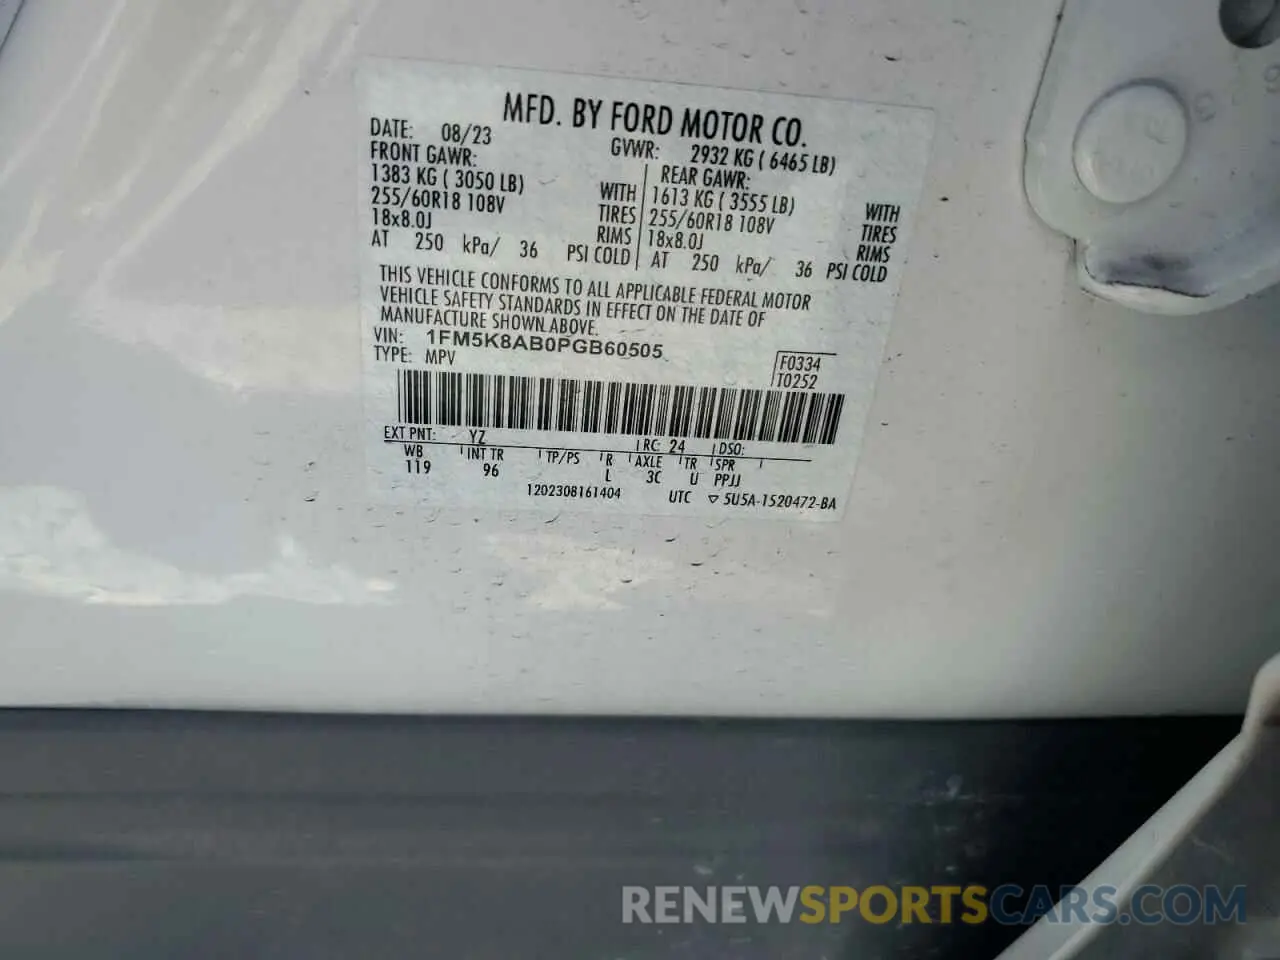 MFD. BY FORD MOTOR CO.
DATE: 08/23 GVWR: 2932 KG ( 6465 LB)
FRONT GAWR: REAR GAWR:
1383 KG ( 3050 LB) WITH 1613 KG ( 3555 LB) WITH
255/60R18 108V TIRES 255/60R18 108V TIRES
18x8.0J RIMS 18x8.0J RIMS
AT 250 kPa/ 36 PSI COLD AT 250 kPa/ 36 PSI COLD
THIS VEHICLE CONFORMS TO ALL APPLICABLE FEDERAL MOTOR
VEHICLE SAFETY STANDARDS IN EFFECT ON THE DATE OF
MANUFACTURE SHOWN ABOVE.
VIN: 1FM5K8AB0PGB60505
TYPE: MPV
F0334
T0252
EXT PNT: YZ RC: 24 DSO:
WB INT TR TP/PS R AXLE TR SPR
119 96 L 3C U PPJJ
1202308161404 UTC ▽ 5U5A-1520472-BA
RENEWSPORTSCARS.COM